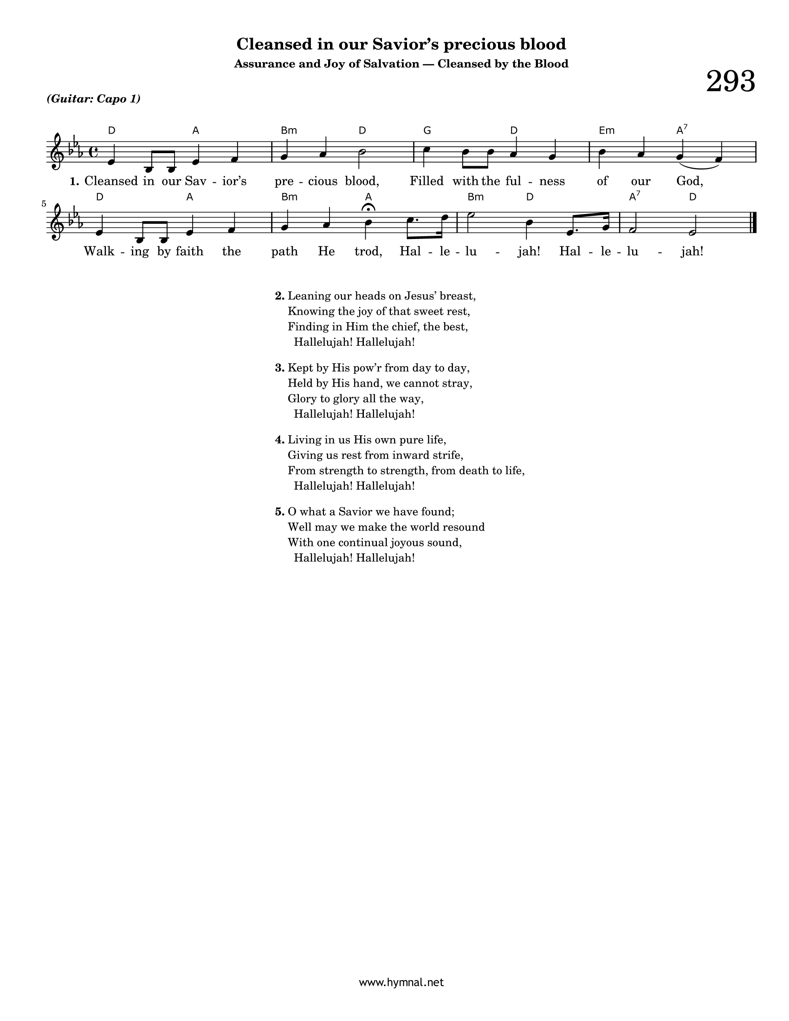 Cleansed in our Savior’s precious blood
Assurance and Joy of Salvation — Cleansed by the Blood
293
(Guitar: Capo 1)
D A Bm D G D Em A7
1. Cleansed in our Sav - ior’s pre - cious blood, Filled with the ful - ness of our God,
5 D A Bm A Bm D A7 D
Walk - ing by faith the path He trod, Hal - le - lu - jah! Hal - le - lu - jah!
2. Leaning our heads on Jesus’ breast,
Knowing the joy of that sweet rest,
Finding in Him the chief, the best,
Hallelujah! Hallelujah!
3. Kept by His pow’r from day to day,
Held by His hand, we cannot stray,
Glory to glory all the way,
Hallelujah! Hallelujah!
4. Living in us His own pure life,
Giving us rest from inward strife,
From strength to strength, from death to life,
Hallelujah! Hallelujah!
5. O what a Savior we have found;
Well may we make the world resound
With one continual joyous sound,
Hallelujah! Hallelujah!
www.hymnal.net